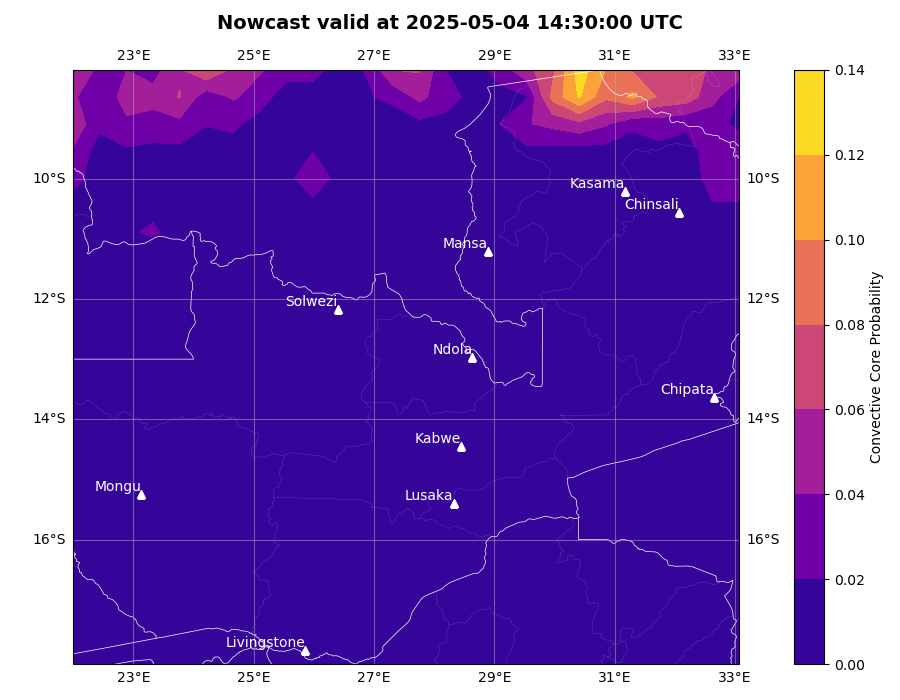 Nowcast valid at 2025-05-04 14:30:00 UTC
23°E 25°E 27°E 29°E 31°E 33°E
0.14
0.12
10°S Kasama 10°S
Chinsali
0.10
Mansa
12°S Solwezi 12°S
0.08
Ndola
Chipata
0.06
14°S 14°S
Kabwe
Mongu
Lusaka
0.04
16°S 16°S
0.02
Livingstone
0.00
23°E 25°E 27°E 29°E 31°E 33°E
Convective Core Probability